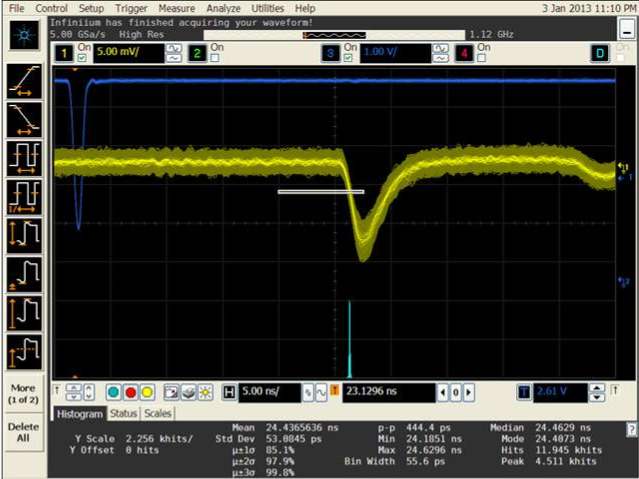 File Control Setup Trigger Measure Analyze Utilities Help 3 Jan 2013 11:10 PM
Infiniium has finished acquiring your waveform!
5.00 GSa/s High Res 1.12 GHz
1 On 5.00 mV/ 2 On 3 On 1.00 V/ 4 On D On
More
(1 of 2)
Delete
All
H 5.00 ns/ 23.1296 ns 0 T 2.61 V
Histogram Status Scales
Mean 24.4365636 ns p-p 444.4 ps Median 24.4629 ns
Y Scale 2.256 khits/ Std Dev 53.0845 ps Min 24.1851 ns Mode 24.4073 ns
Y Offset 0 hits μ±1σ 85.1% Max 24.6296 ns Hits 11.945 khits
μ±2σ 97.9% Bin Width 55.6 ps Peak 4.511 khits
μ±3σ 99.8%